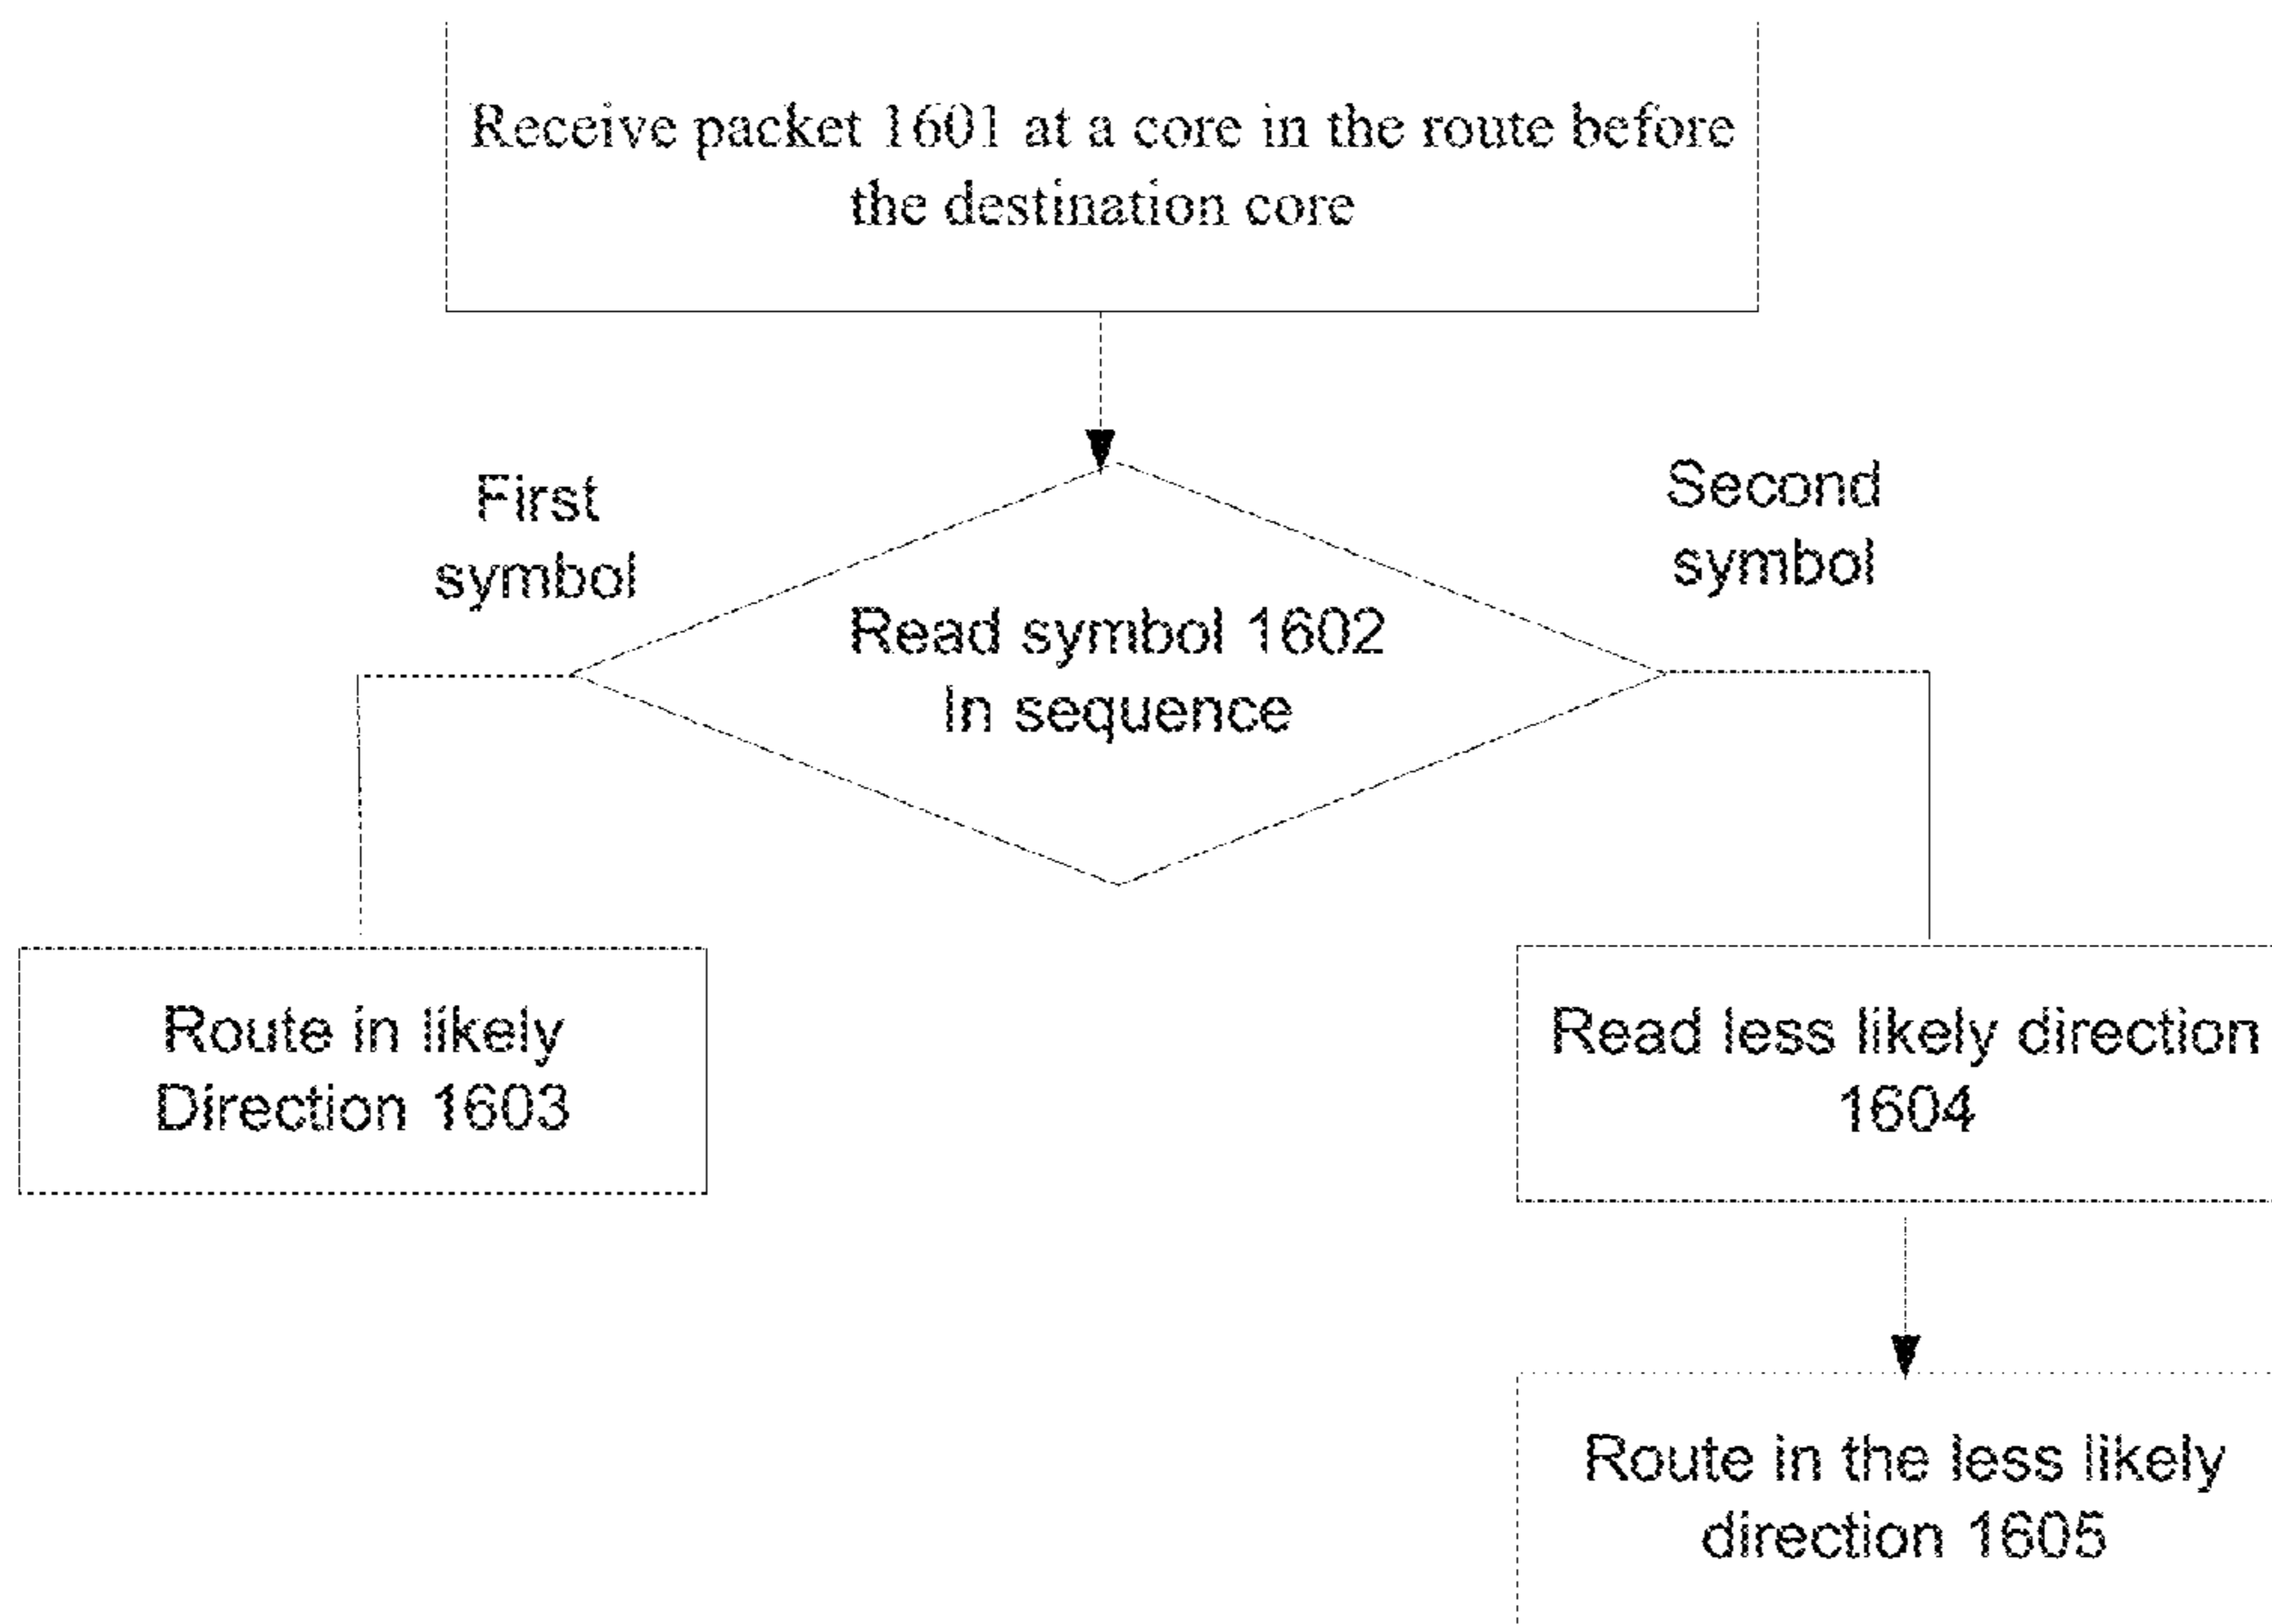 Receive packet 1601 at a core in the route before
the destination core
First
symbol
Second
symbol
Read symbol 1602
In sequence
Route in likely
Direction 1603
Read less likely direction
1604
Route in the less likely
direction 1605